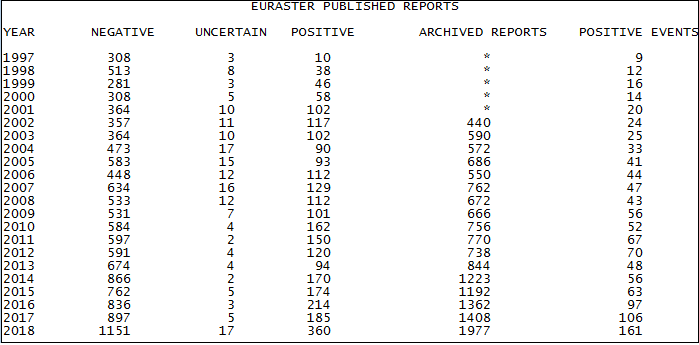 EURASTER PUBLISHED REPORTS
YEAR NEGATIVE UNCERTAIN POSITIVE ARCHIVED REPORTS POSITIVE EVENTS
1997 308 3 10 * 9
1998 513 8 38 * 12
1999 281 3 46 * 16
2000 308 5 58 * 14
2001 364 10 102 * 20
2002 357 11 117 440 24
2003 364 10 102 590 25
2004 473 17 90 572 33
2005 583 15 93 686 41
2006 448 12 112 550 44
2007 634 16 129 762 47
2008 533 12 112 672 43
2009 531 7 101 666 56
2010 584 4 162 756 52
2011 597 2 150 770 67
2012 591 4 120 738 70
2013 674 4 94 844 48
2014 866 2 170 1223 56
2015 762 5 174 1192 63
2016 836 3 214 1362 97
2017 897 5 185 1408 106
2018 1151 17 360 1977 161